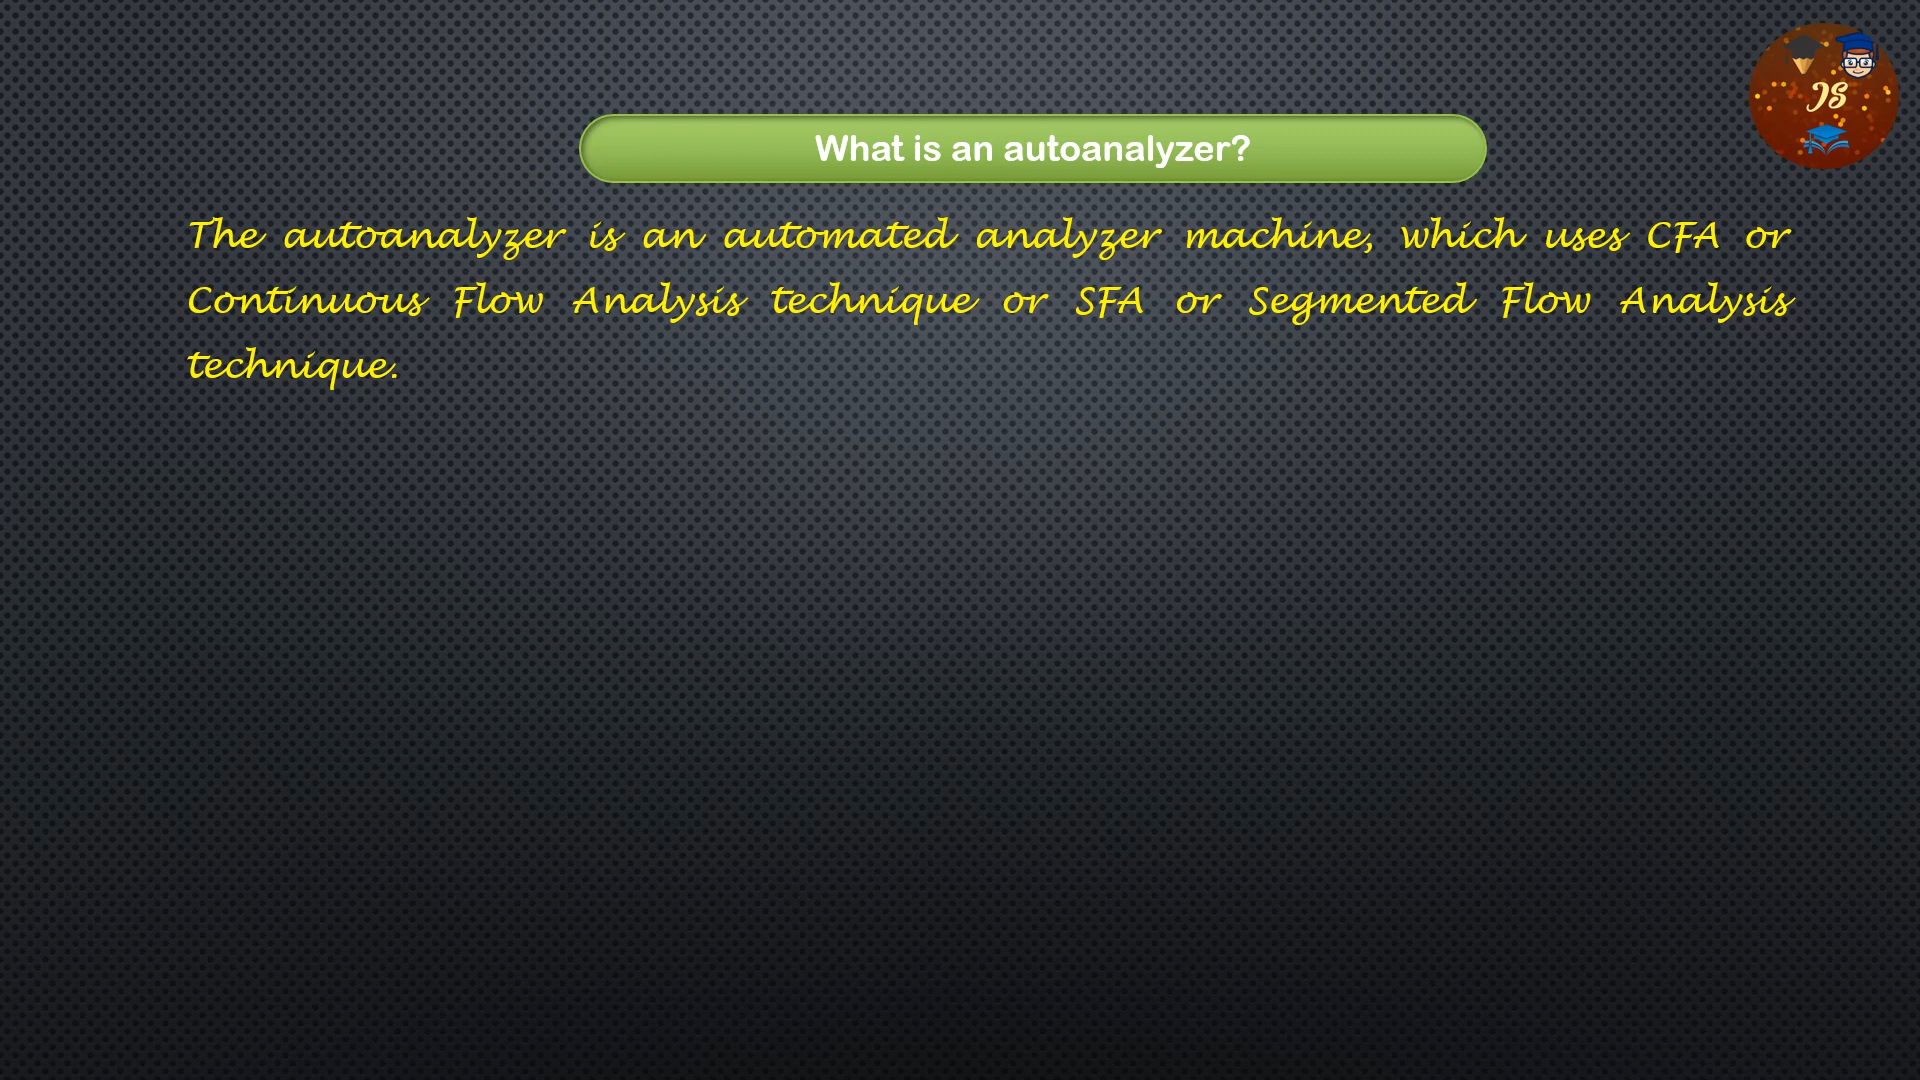 JS
What is an autoanalyzer?
The autoanalyzer is an automated analyzer machine, which uses CFA or
Continuous Flow Analysis technique or SFA or Segmented Flow Analysis
technique.